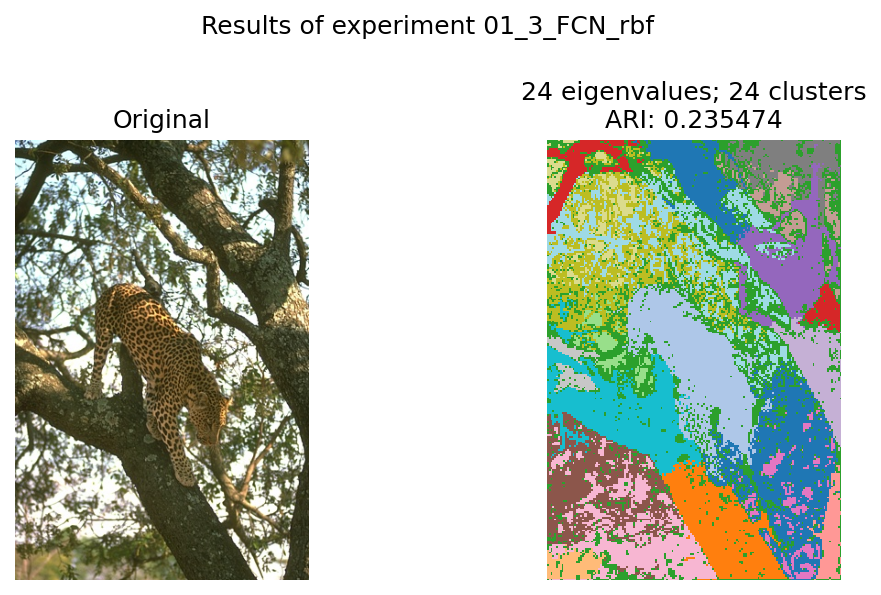 Results of experiment 01_3_FCN_rbf
Original
24 eigenvalues; 24 clusters
ARI: 0.235474